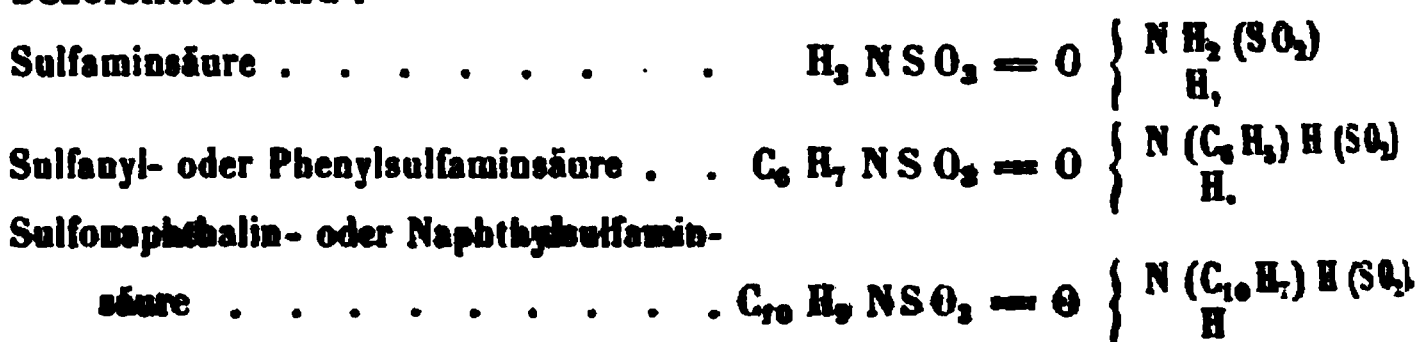 Sulfaminsäure . . . . . . . . H₃ N S O₃ = O { N H₂ (S O₂)
H,
Sulfanyl- oder Phenylsulfaminsäure . . C₆ H₇ N S O₃ = O { N (C₆ H₅) H (S O₂)
H.
Sulfonaphthalin- oder Naphthylsulfamin-
säure . . . . . . . . . C₁₀ H₉ N S O₃ = O { N (C₁₀ H₇) H (S O₂)
H